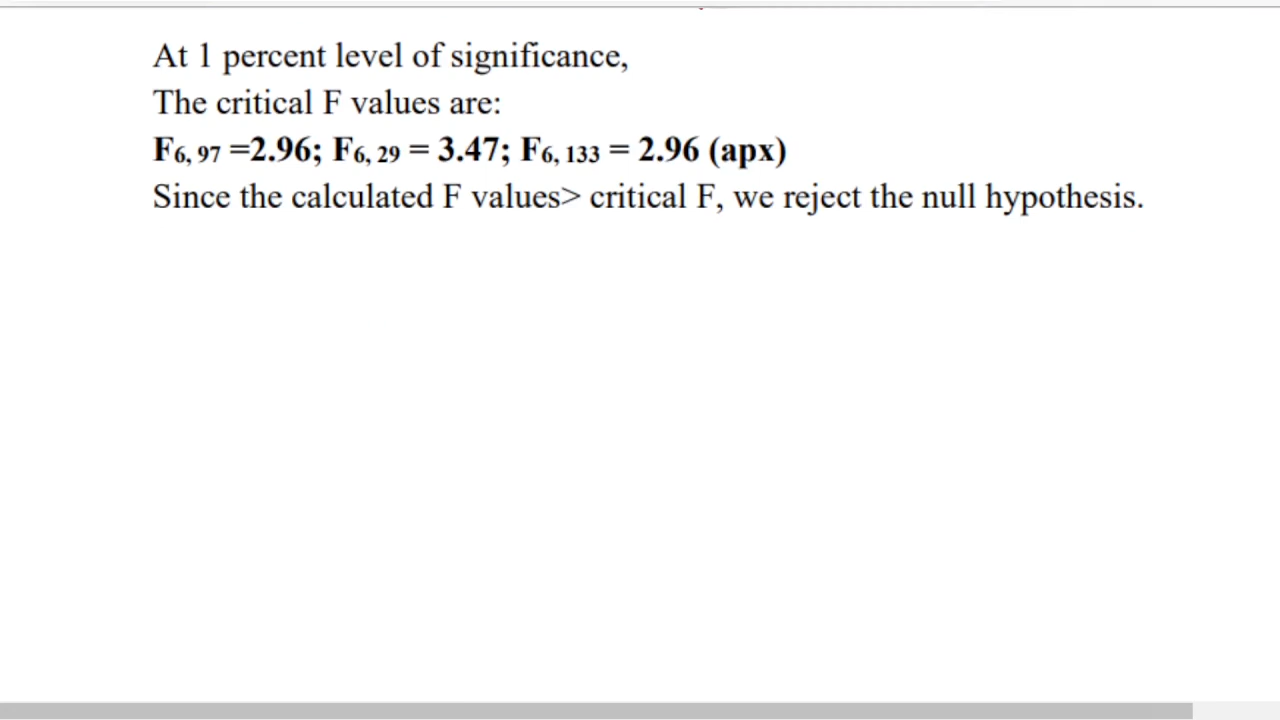 At 1 percent level of significance,
The critical F values are:
F6, 97 =2.96; F6, 29 = 3.47; F6, 133 = 2.96 (apx)
Since the calculated F values> critical F, we reject the null hypothesis.